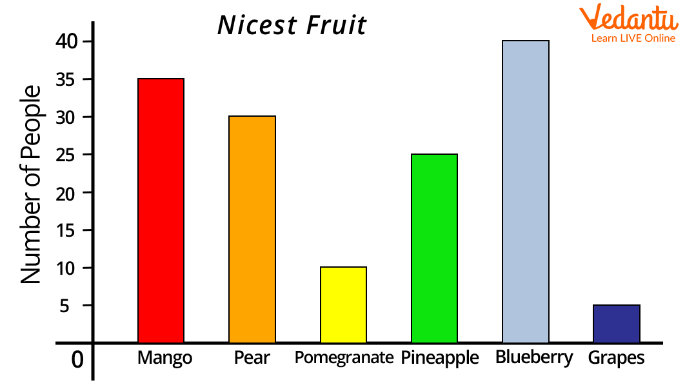 Nicest Fruit
Vedantu
Learn LIVE Online
Number of People
40
35
30
25
20
15
10
5
0
Mango Pear Pomegranate Pineapple Blueberry Grapes